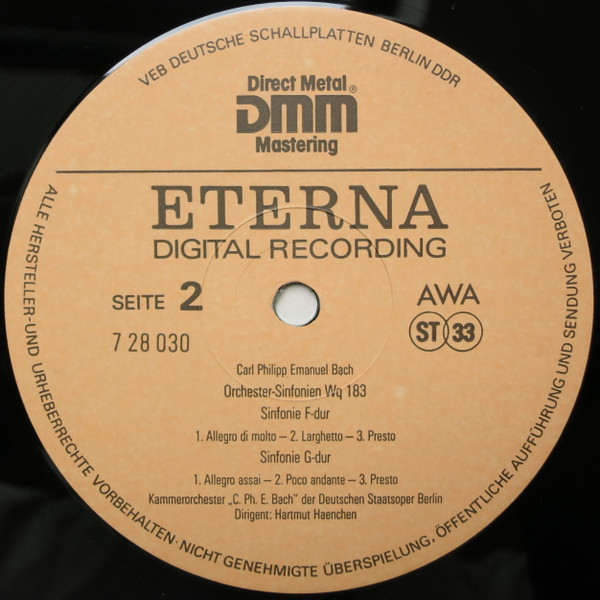 VEB DEUTSCHE SCHALLPLATTEN BERLIN DDR
Direct Metal
DMM®
Mastering
ETERNA
DIGITAL RECORDING
SEITE 2
AWA
7 28 030
ST 33
Carl Philipp Emanuel Bach
Orchester-Sinfonien Wq 183
Sinfonie F-dur
1. Allegro di molto – 2. Larghetto – 3. Presto
Sinfonie G-dur
1. Allegro assai – 2. Poco andante – 3. Presto
Kammerorchester „C. Ph. E. Bach" der Deutschen Staatsoper Berlin
Dirigent: Hartmut Haenchen
ALLE HERSTELLER-UND URHEBERRECHTE VORBEHALTEN·NICHT GENEHMIGTE ÜBERSPIELUNG, ÖFFENTLICHE AUFFÜHRUNG UND SENDUNG VERBOTEN